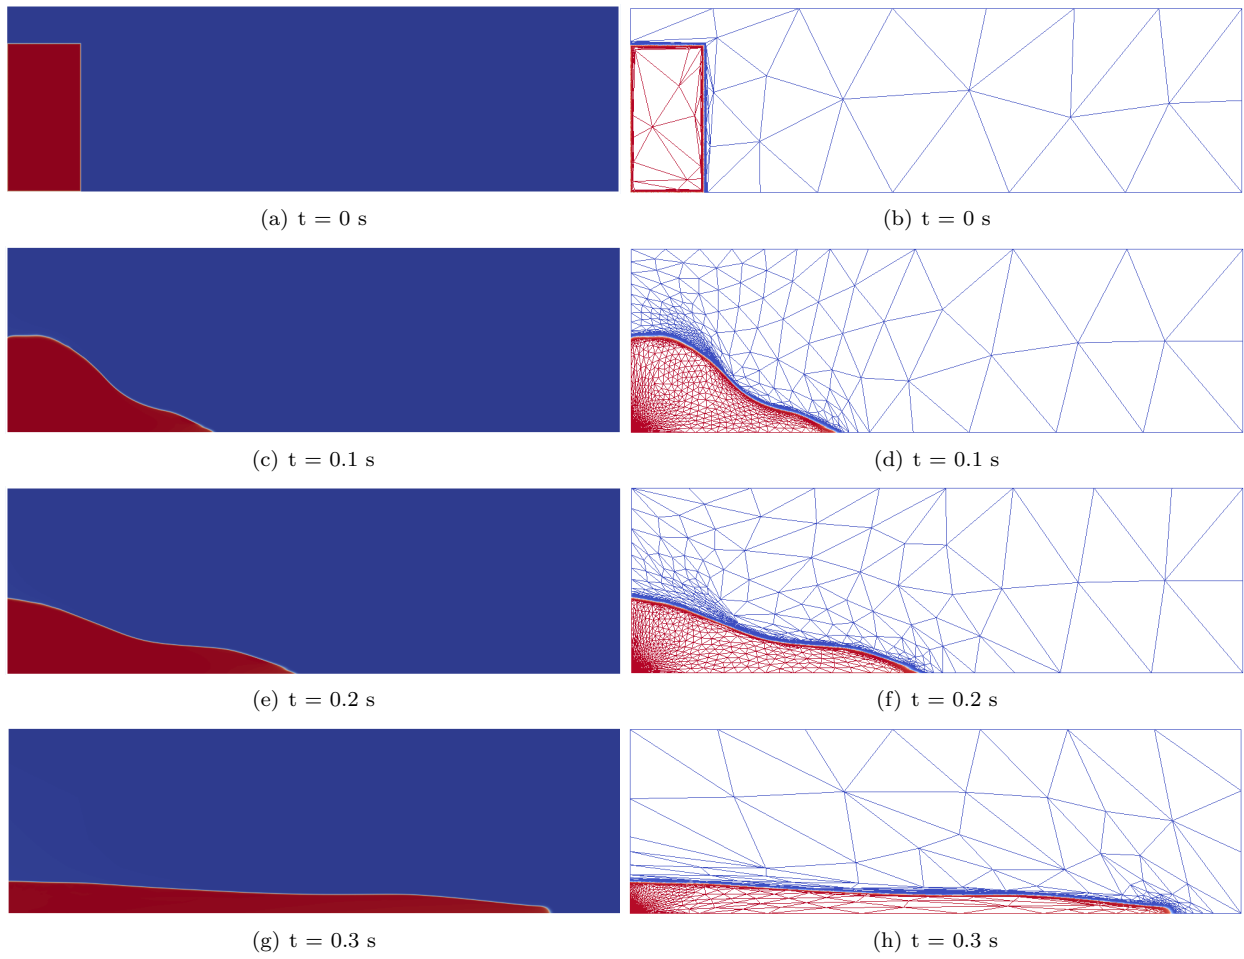 (a) t = 0 s
(b) t = 0 s
(c) t = 0.1 s
(d) t = 0.1 s
(e) t = 0.2 s
(f) t = 0.2 s
(g) t = 0.3 s
(h) t = 0.3 s